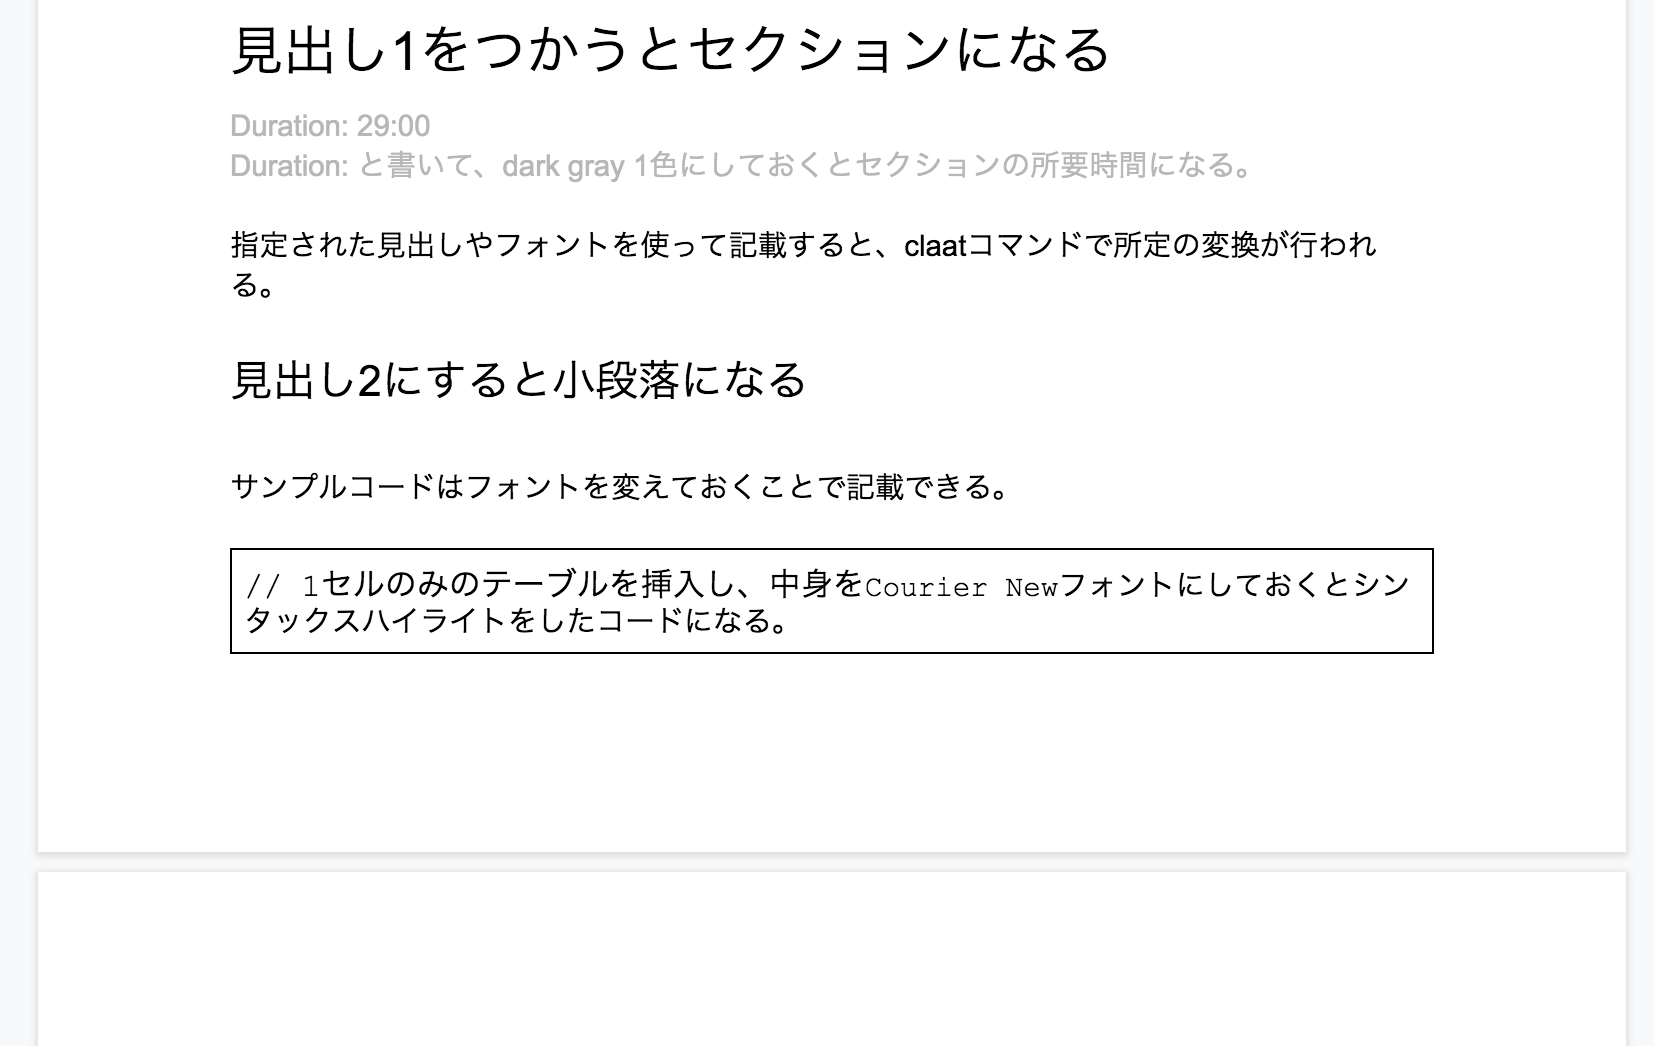 見出し1をつかうとセクションになる
Duration: 29:00
Duration: と書いて、dark gray 1色にしておくとセクションの所要時間になる。
指定された見出しやフォントを使って記載すると、claatコマンドで所定の変換が行われ
る。
見出し2にすると小段落になる
サンプルコードはフォントを変えておくことで記載できる。
// 1セルのみのテーブルを挿入し、中身をCourier Newフォントにしておくとシン
タックスハイライトをしたコードになる。